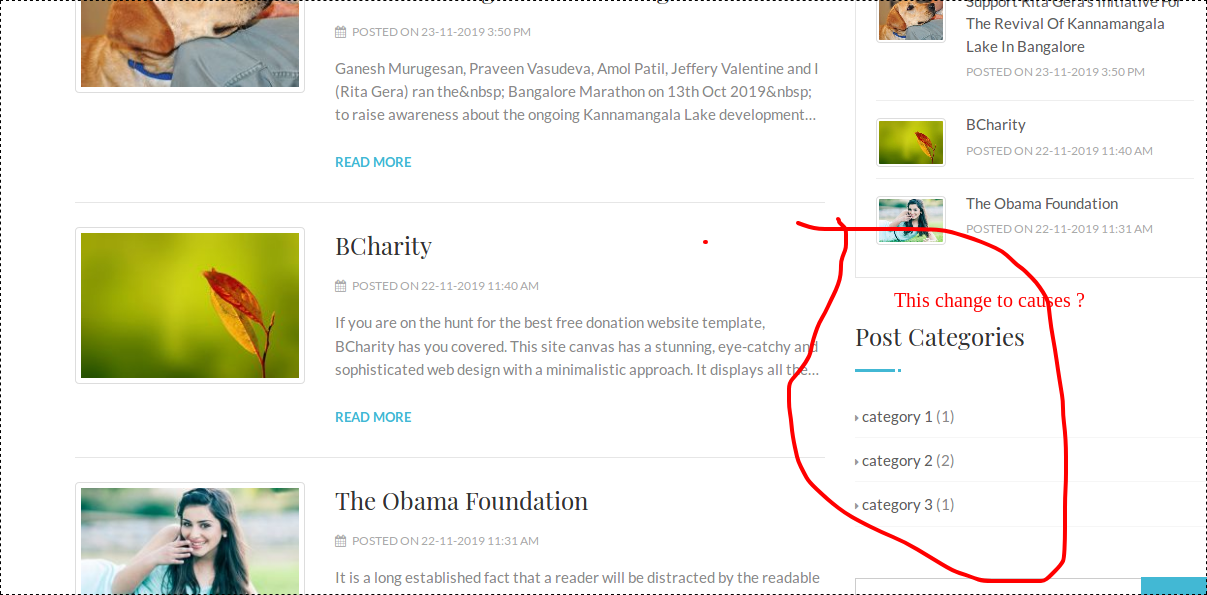 POSTED ON 23-11-2019 3:50 PM
Ganesh Murugesan, Praveen Vasudeva, Amol Patil, Jeffery Valentine and I
(Rita Gera) ran the&nbsp; Bangalore Marathon on 13th Oct 2019&nbsp;
to raise awareness about the ongoing Kannamangala Lake development...
READ MORE
BCharity
POSTED ON 22-11-2019 11:40 AM
If you are on the hunt for the best free donation website template,
BCharity has you covered. This site canvas has a stunning, eye-catchy and
sophisticated web design with a minimalistic approach. It displays all the...
READ MORE
The Obama Foundation
POSTED ON 22-11-2019 11:31 AM
It is a long established fact that a reader will be distracted by the readable
Support Rita Gera's Initiative For
The Revival Of Kannamangala
Lake In Bangalore
POSTED ON 23-11-2019 3:50 PM
BCharity
POSTED ON 22-11-2019 11:40 AM
The Obama Foundation
POSTED ON 22-11-2019 11:31 AM
This change to causes ?
Post Categories
category 1 (1)
category 2 (2)
category 3 (1)